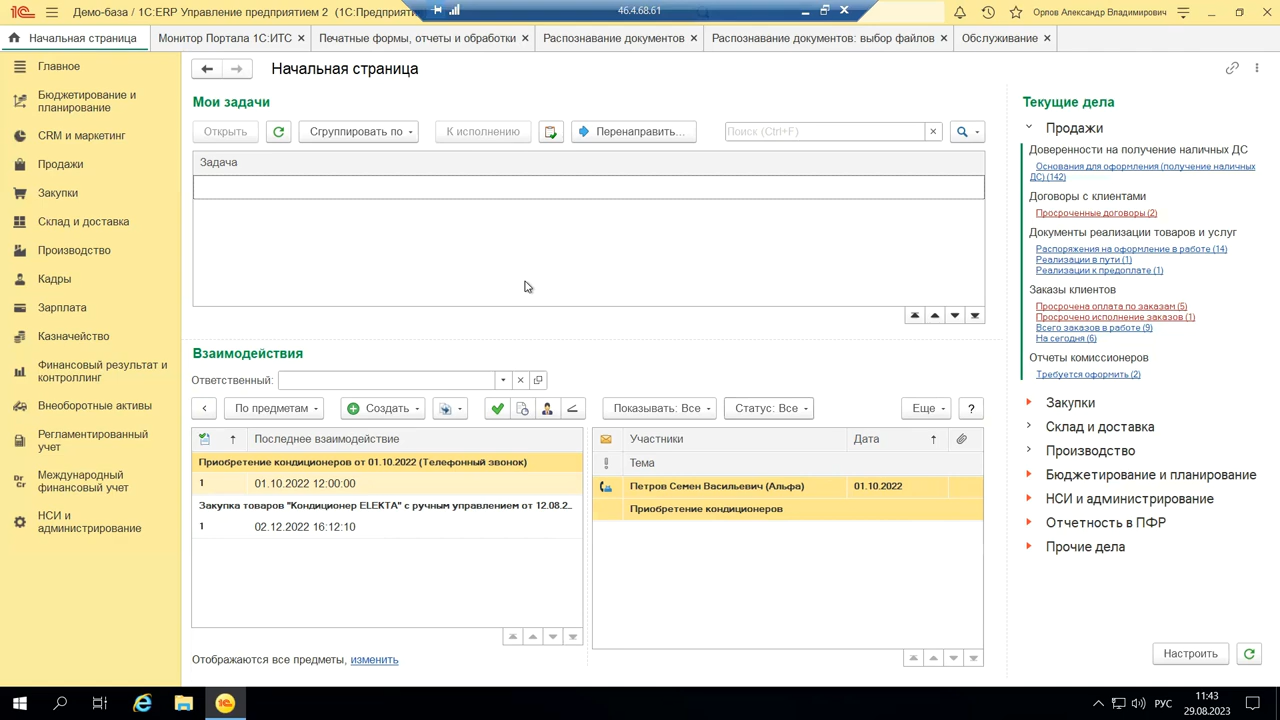 Демо-база / 1С:ERP Управление предприятием 2 (1С:Предприяти
46.4.68.61
Орлов Александр Владимирович
Начальная страница
Монитор Портала 1С:ИТС
Печатные формы, отчеты и обработки
Распознавание документов
Распознавание документов: выбор файлов
Обслуживание
Главное
Бюджетирование и
планирование
CRM и маркетинг
Продажи
Закупки
Склад и доставка
Производство
Кадры
Зарплата
Казначейство
Финансовый результат и
контроллинг
Внеоборотные активы
Регламентированный
учет
Международный
финансовый учет
НСИ и
администрирование
Начальная страница
Мои задачи
Открыть
Сгруппировать по
К исполнению
Перенаправить...
Поиск (Ctrl+F)
Задача
Взаимодействия
Ответственный:
По предметам
Создать
Показывать: Все
Статус: Все
Еще
?
Последнее взаимодействие
Приобретение кондиционеров от 01.10.2022 (Телефонный звонок)
1 01.10.2022 12:00:00
Закупка товаров "Кондиционер ELEKTA" с ручным управлением от 12.08.2...
1 02.12.2022 16:12:10
Участники
Дата
Тема
Петров Семен Васильевич (Альфа)
01.10.2022
Приобретение кондиционеров
Отображаются все предметы, изменить
Текущие дела
Продажи
Доверенности на получение наличных ДС
Основания для оформления (получение наличных
ДС) (142)
Договоры с клиентами
Просроченные договоры (2)
Документы реализации товаров и услуг
Распоряжения на оформление в работе (14)
Реализации в пути (1)
Реализации к предоплате (1)
Заказы клиентов
Просрочена оплата по заказам (5)
Просрочено исполнение заказов (1)
Всего заказов в работе (9)
На сегодня (6)
Отчеты комиссионеров
Требуется оформить (2)
Закупки
Склад и доставка
Производство
Бюджетирование и планирование
НСИ и администрирование
Отчетность в ПФР
Прочие дела
Настроить
РУС
11:43
29.08.2023